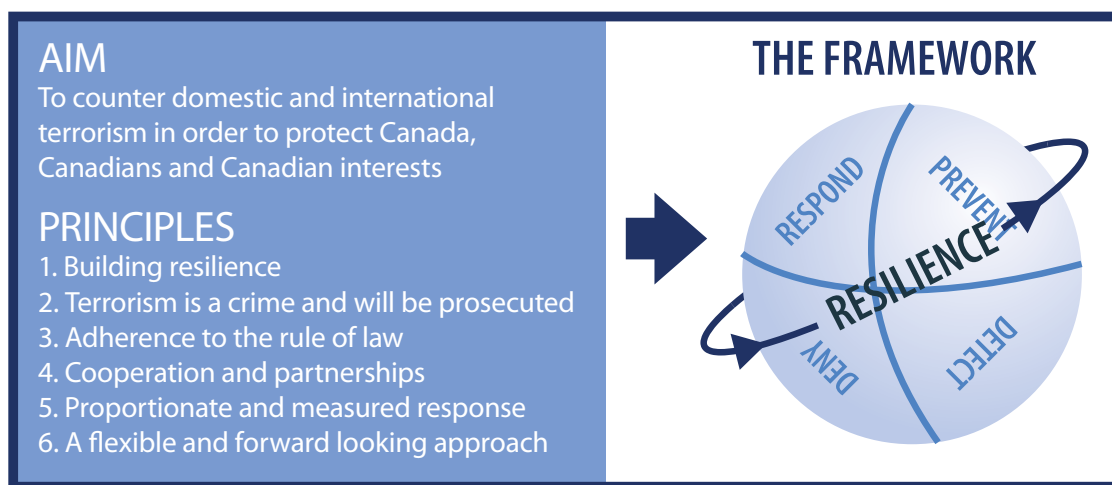 AIM
To counter domestic and international
terrorism in order to protect Canada,
Canadians and Canadian interests
PRINCIPLES
1. Building resilience
2. Terrorism is a crime and will be prosecuted
3. Adherence to the rule of law
4. Cooperation and partnerships
5. Proportionate and measured response
6. A flexible and forward looking approach
THE FRAMEWORK
RESPOND
PREVENT
RESILIENCE
DENY
DETECT